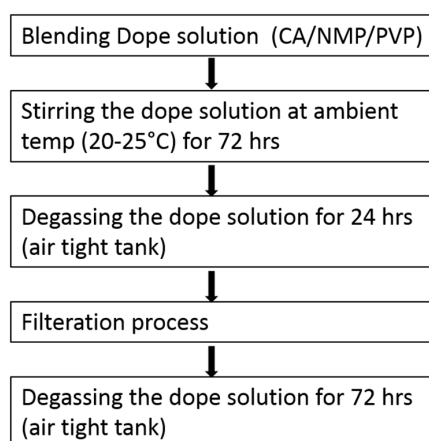 Blending Dope solution (CA/NMP/PVP)
Stirring the dope solution at ambient
temp (20-25°C) for 72 hrs
Degassing the dope solution for 24 hrs
(air tight tank)
Filteration process
Degassing the dope solution for 72 hrs
(air tight tank)